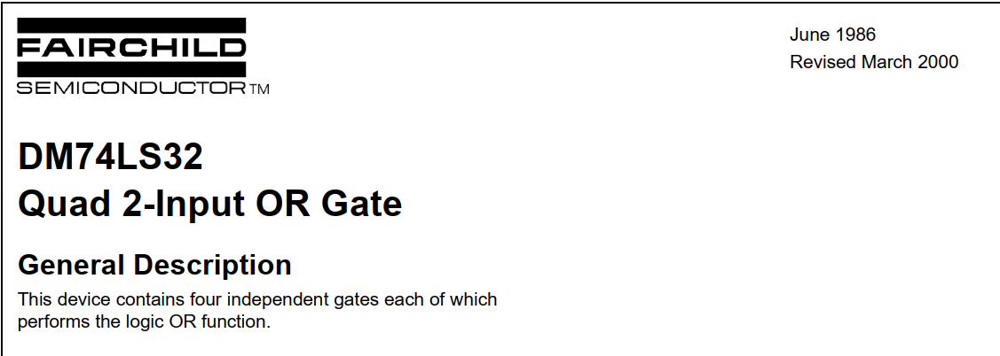 FAIRCHILD
SEMICONDUCTOR™
June 1986
Revised March 2000
DM74LS32
Quad 2-Input OR Gate
General Description
This device contains four independent gates each of which
performs the logic OR function.